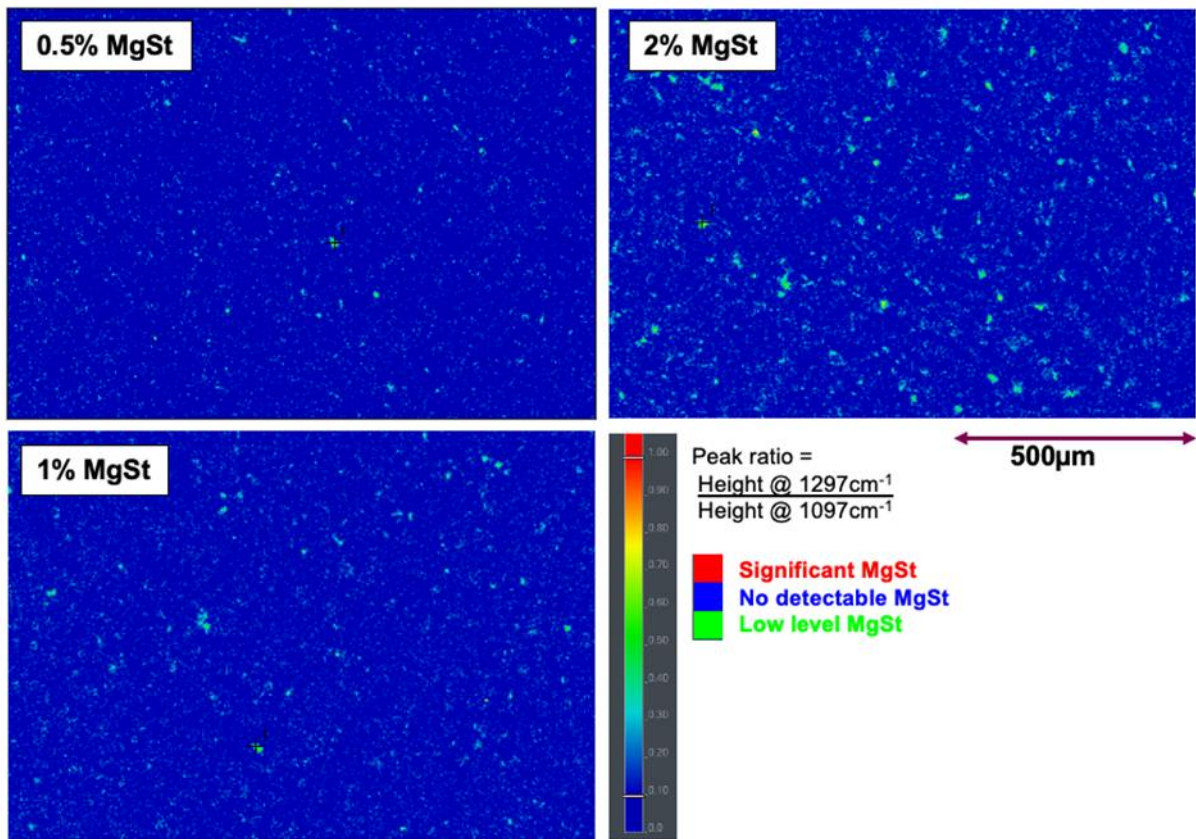 0.5% MgSt
2% MgSt
1% MgSt
500µm
Peak ratio =
Height @ 1297cm⁻¹
Height @ 1097cm⁻¹
Significant MgSt
No detectable MgSt
Low level MgSt
1.00
0.90
0.80
0.70
0.60
0.50
0.40
0.30
0.20
0.10
0.0